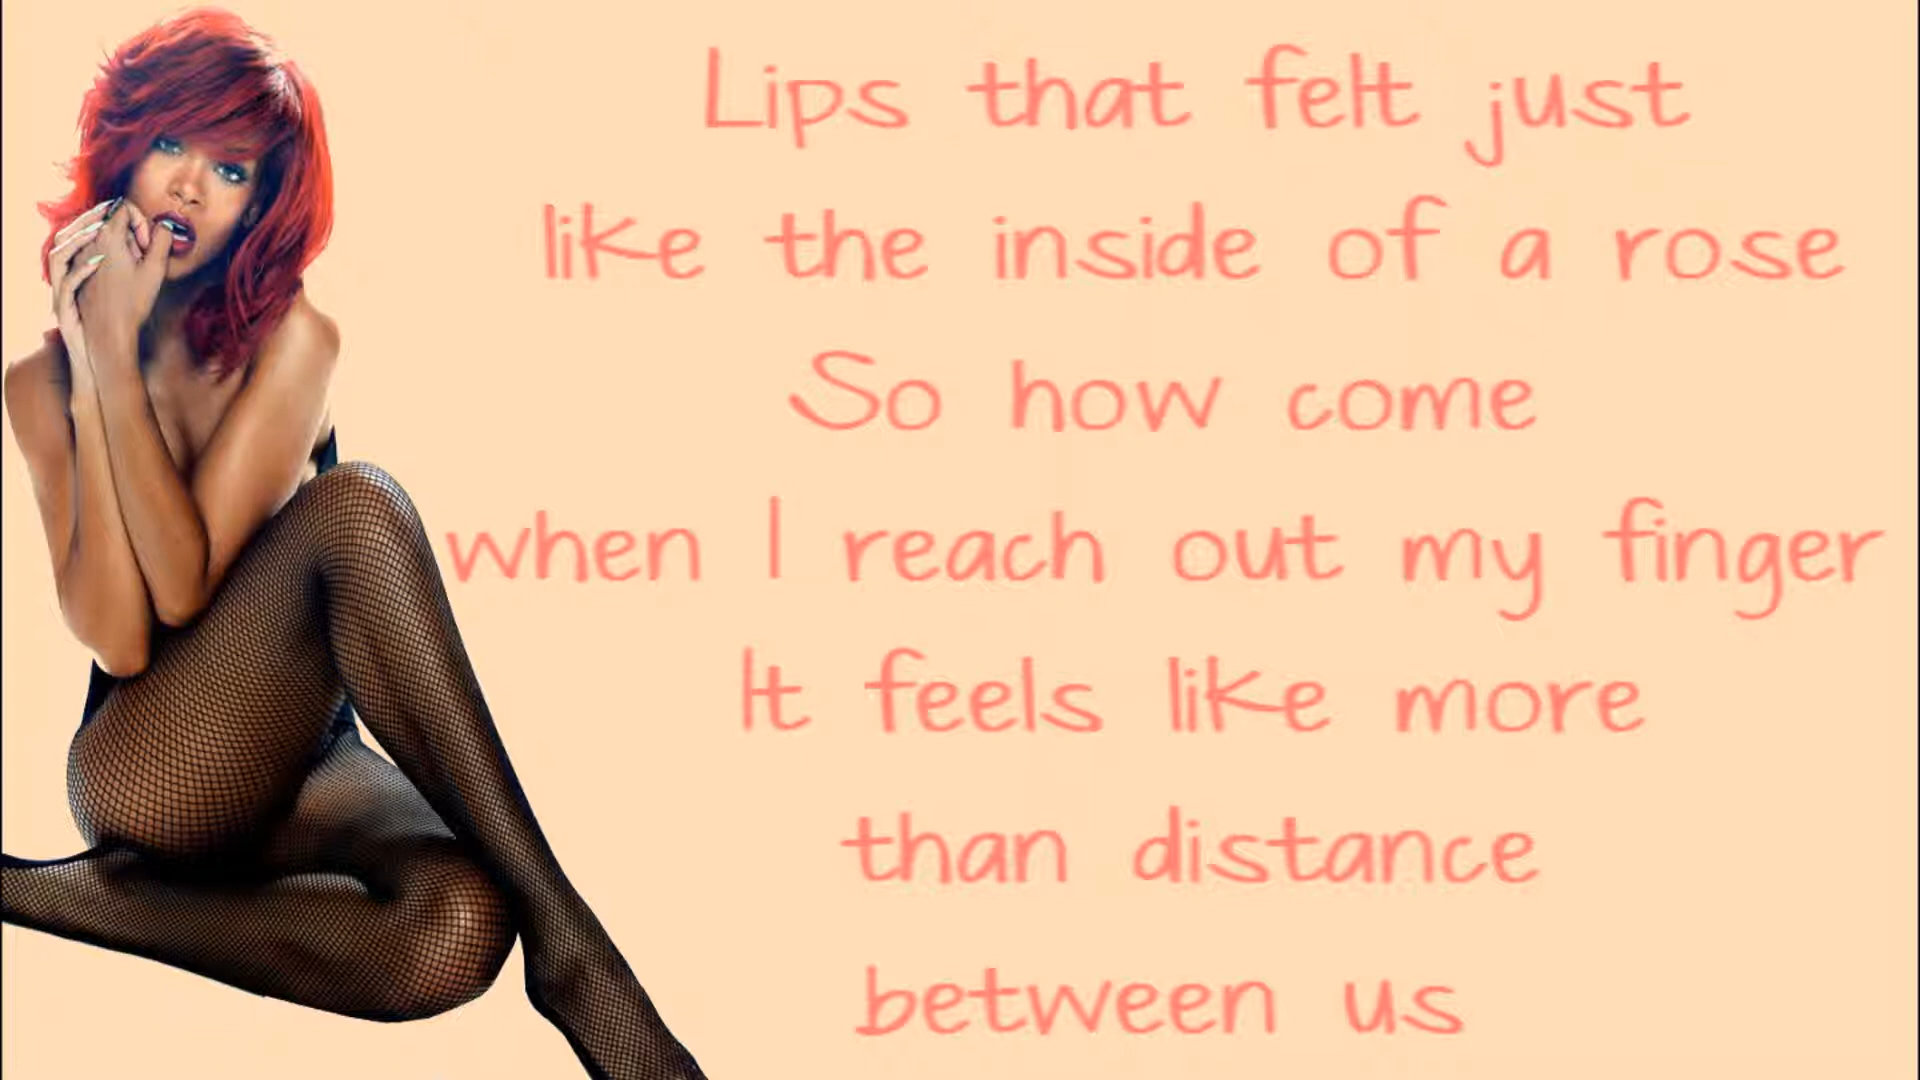 Lips that felt just
like the inside of a rose
So how come
when I reach out my finger
It feels like more
than distance
between us